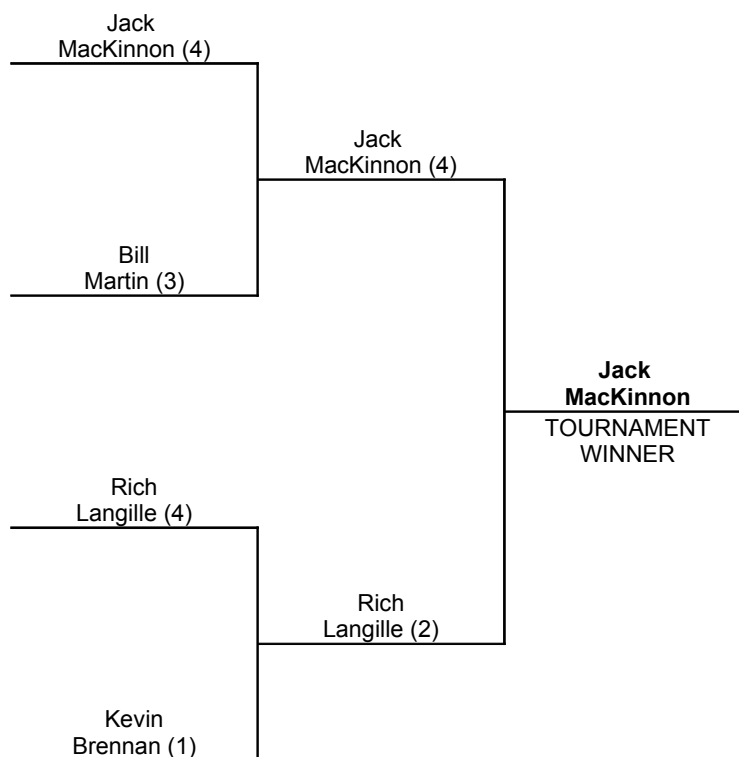 Jack
MacKinnon (4)
Jack
MacKinnon (4)
Bill
Martin (3)
Jack
MacKinnon
TOURNAMENT
WINNER
Rich
Langille (4)
Rich
Langille (2)
Kevin
Brennan (1)